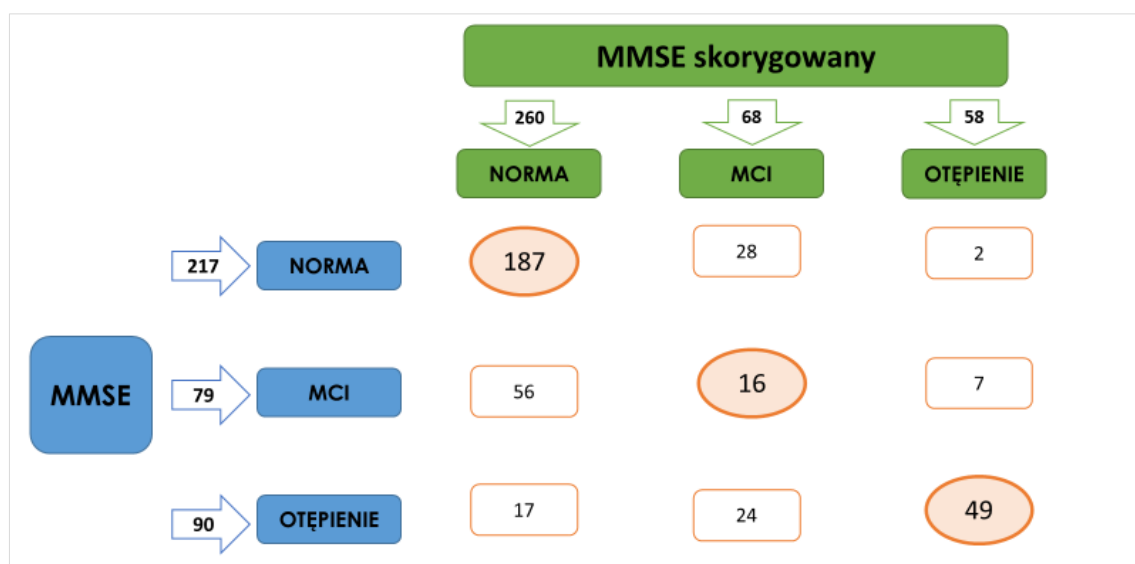 MMSE skorygowany
260 68 58
NORMA MCI OTĘPIENIE
217 NORMA 187 28 2
MMSE
79 MCI 56 16 7
90 OTĘPIENIE 17 24 49